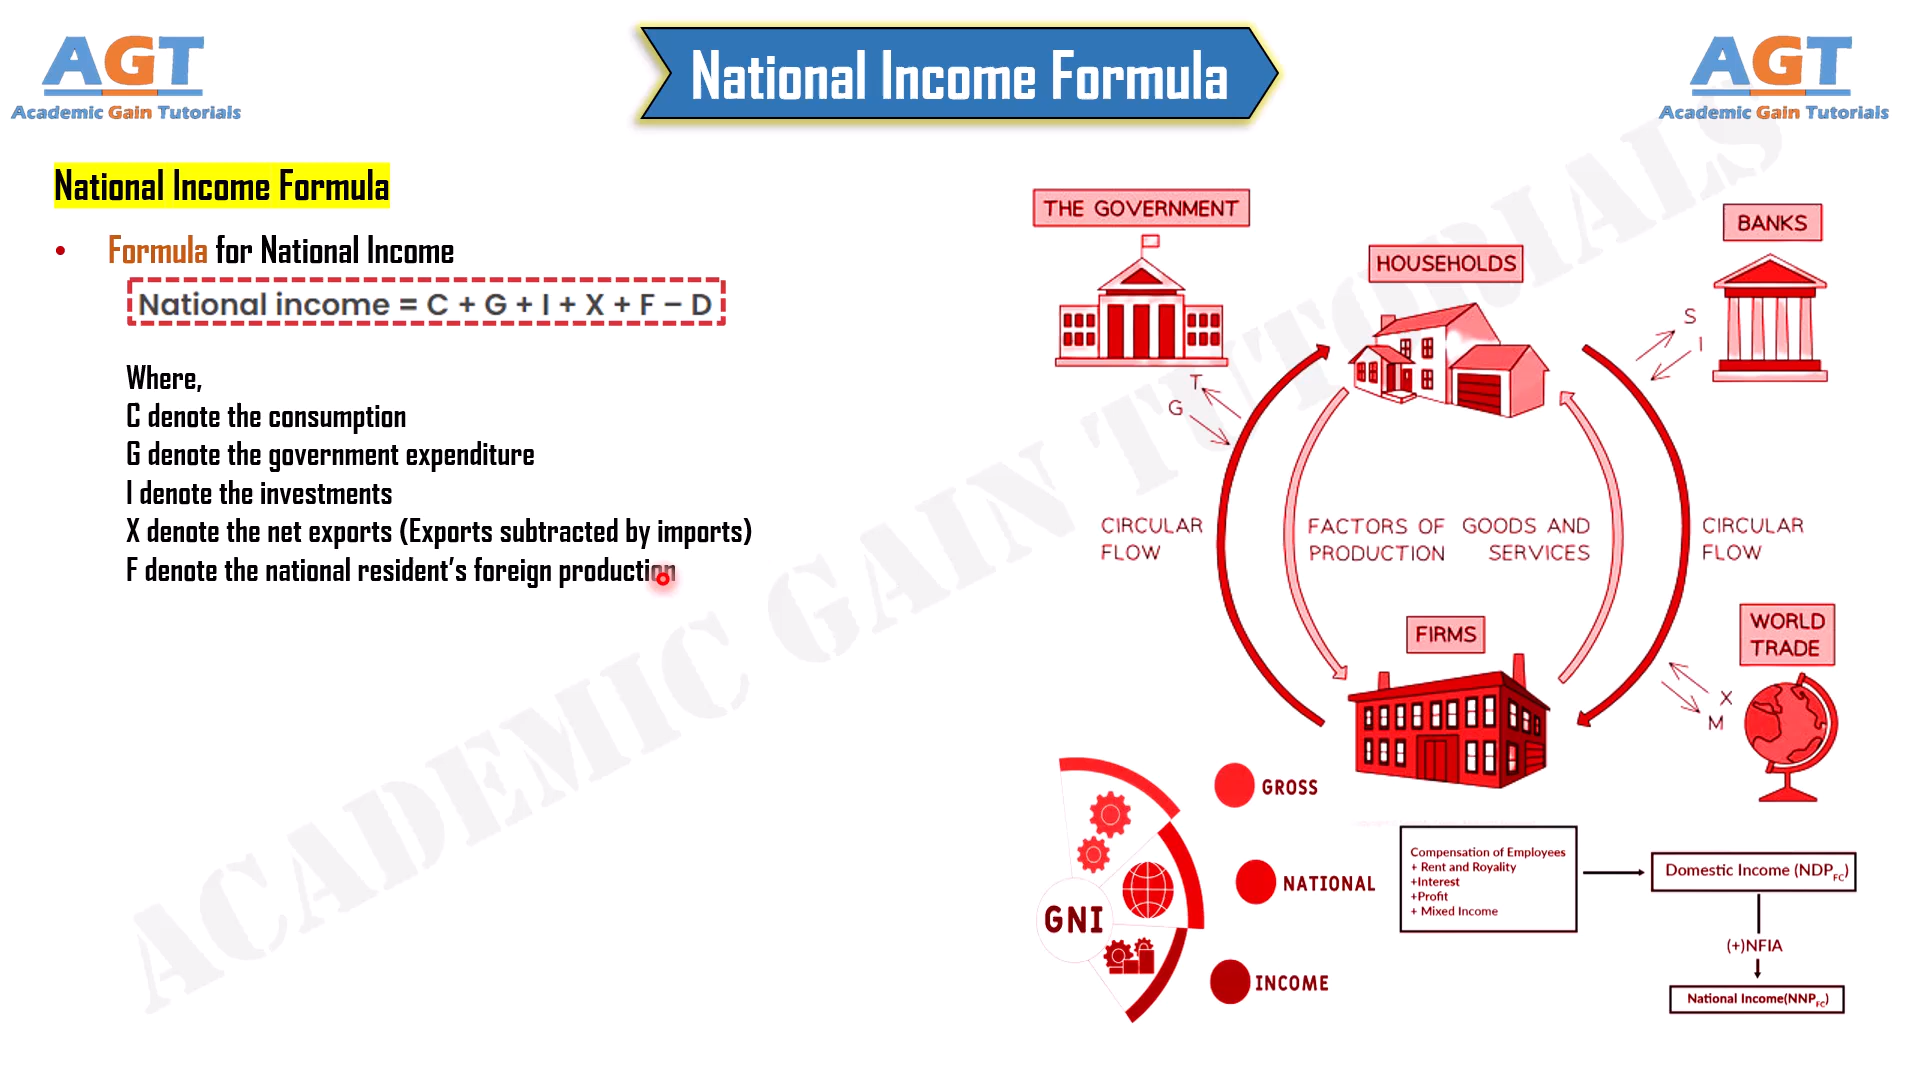 AGT
Academic Gain Tutorials
National Income Formula
AGT
Academic Gain Tutorials
National Income Formula
• Formula for National Income
National income = C + G + I + X + F – D
Where,
C denote the consumption
G denote the government expenditure
I denote the investments
X denote the net exports (Exports subtracted by imports)
F denote the national resident’s foreign production
THE GOVERNMENT
HOUSEHOLDS
BANKS
S
I
T
G
CIRCULAR
FLOW
FACTORS OF
PRODUCTION
GOODS AND
SERVICES
CIRCULAR
FLOW
FIRMS
WORLD
TRADE
X
M
GNI
GROSS
NATIONAL
INCOME
Compensation of Employees
+ Rent and Royality
+Interest
+Profit
+ Mixed Income
Domestic Income (NDPFC)
(+)NFIA
National Income(NNPFC)
ACADEMIC GAIN TUTORIALS